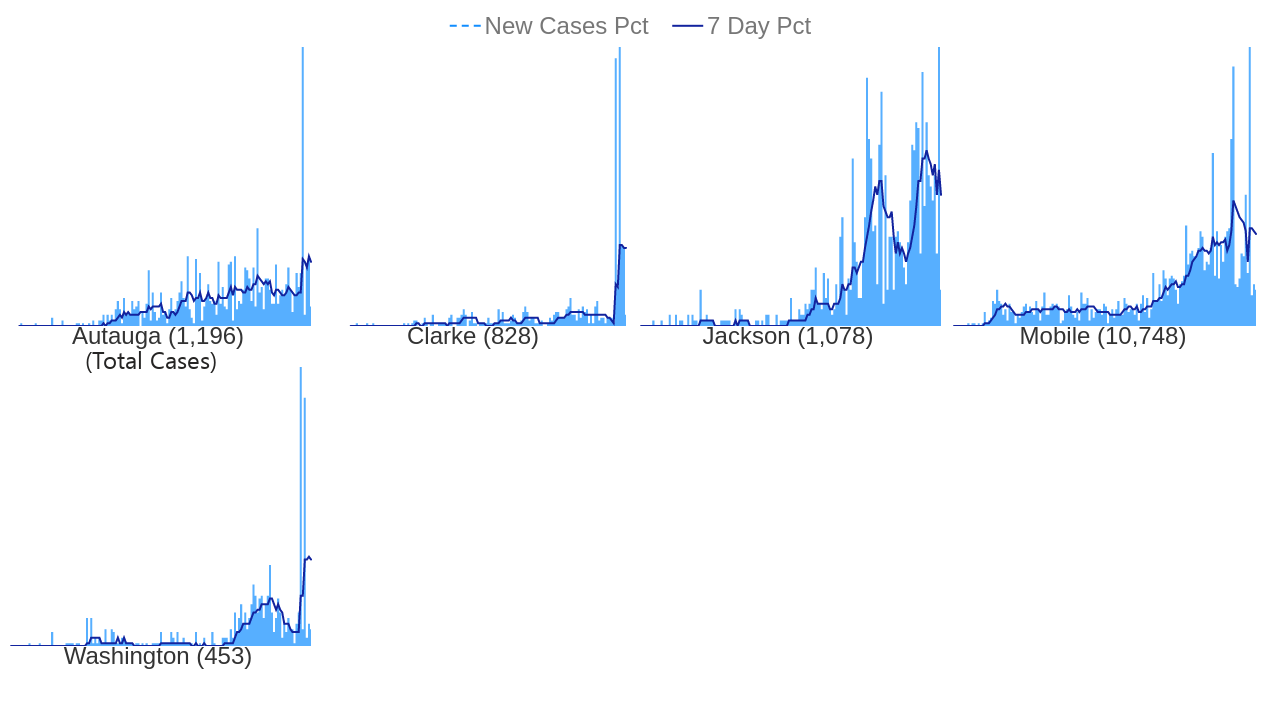 New Cases Pct 7 Day Pct
Autauga (1,196) Clarke (828) Jackson (1,078) Mobile (10,748)
(Total Cases)
Washington (453)